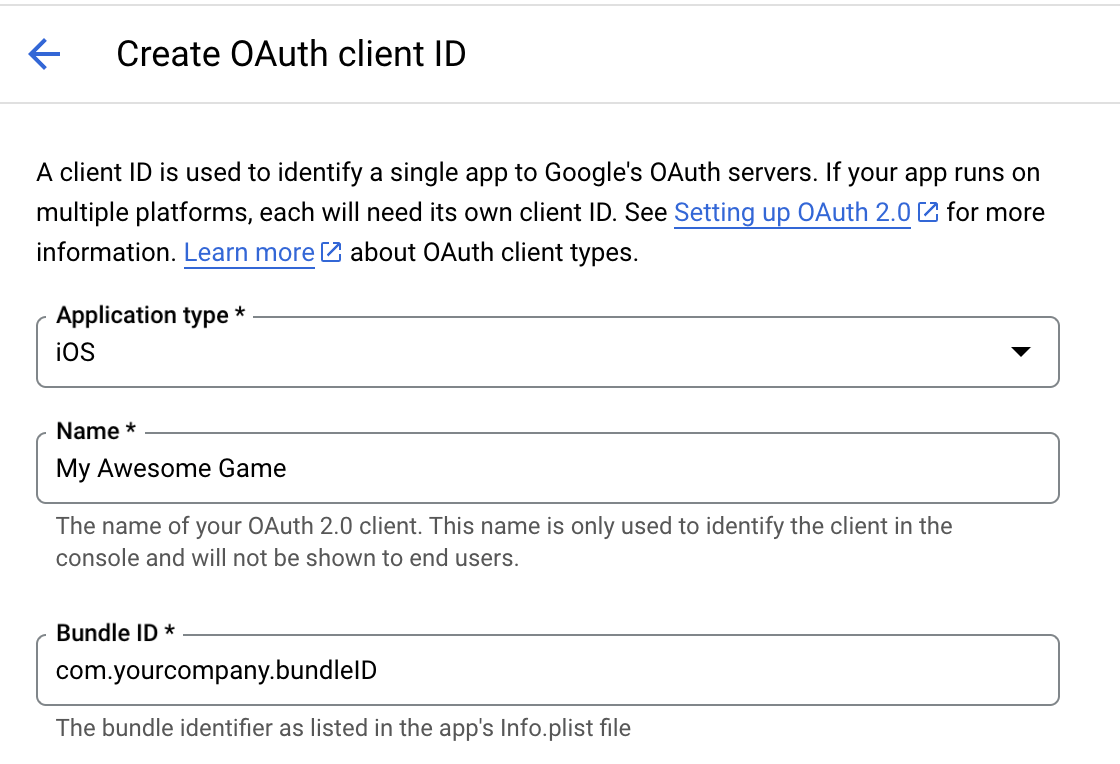 Create OAuth client ID
A client ID is used to identify a single app to Google's OAuth servers. If your app runs on
multiple platforms, each will need its own client ID. See Setting up OAuth 2.0 for more
information. Learn more about OAuth client types.
Application type *
iOS
Name *
My Awesome Game
The name of your OAuth 2.0 client. This name is only used to identify the client in the
console and will not be shown to end users.
Bundle ID *
com.yourcompany.bundleID
The bundle identifier as listed in the app's Info.plist file